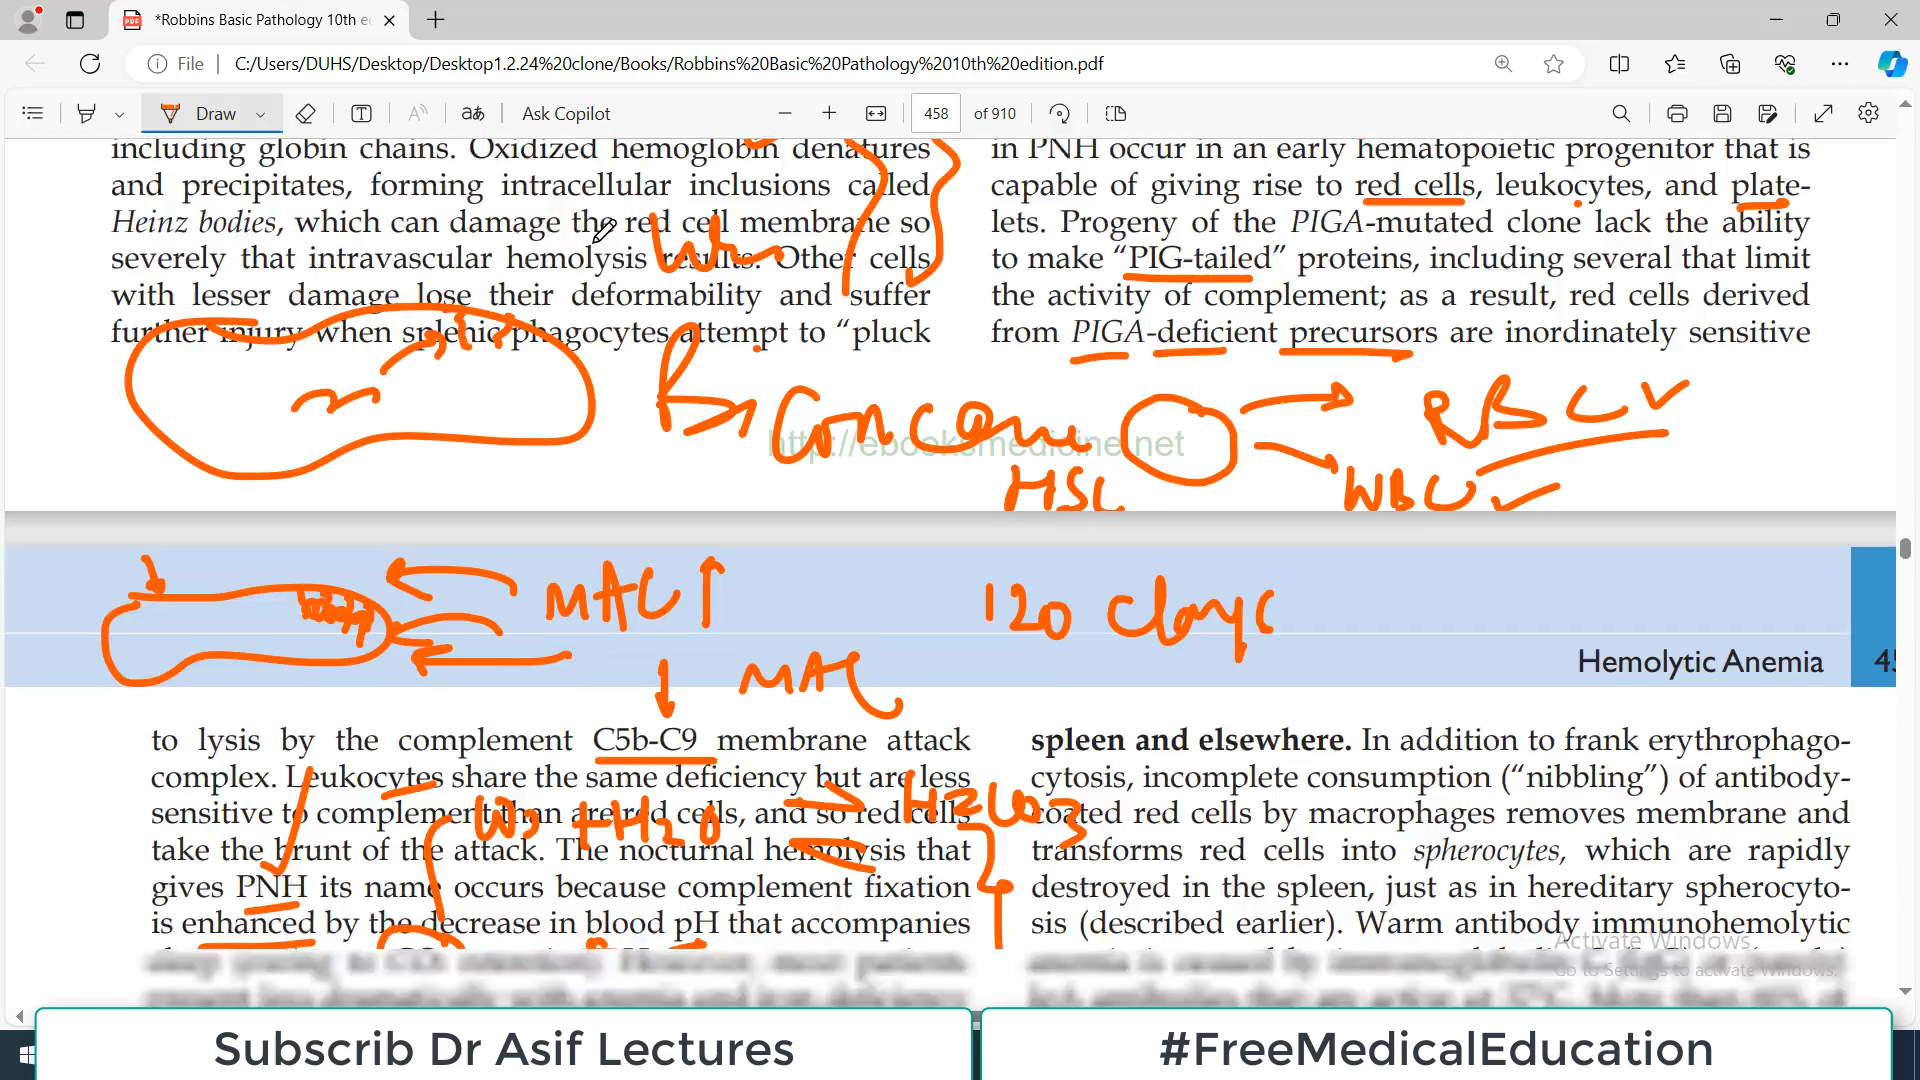 *Robbins Basic Pathology 10th ed
File
C:/Users/DUHS/Desktop/Desktop1.2.24%20clone/Books/Robbins%20Basic%20Pathology%2010th%20edition.pdf
Draw
Ask Copilot
458
of 910
including globin chains. Oxidized hemoglobin denatures
and precipitates, forming intracellular inclusions called
Heinz bodies, which can damage the red cell membrane so
severely that intravascular hemolysis results. Other cells
with lesser damage lose their deformability and suffer
further injury when splenic phagocytes attempt to “pluck
in PNH occur in an early hematopoietic progenitor that is
capable of giving rise to red cells, leukocytes, and plate-
lets. Progeny of the PIGA-mutated clone lack the ability
to make “PIG-tailed” proteins, including several that limit
the activity of complement; as a result, red cells derived
from PIGA-deficient precursors are inordinately sensitive
http://ebooksmedicine.net
HSC
RBC
WBC
MAC
MAC
120 days
Hemolytic Anemia
to lysis by the complement C5b-C9 membrane attack
complex. Leukocytes share the same deficiency but are less
sensitive to complement than are red cells, and so red cells
take the brunt of the attack. The nocturnal hemolysis that
gives PNH its name occurs because complement fixation
is enhanced by the decrease in blood pH that accompanies
+H2O
H2CO3
spleen and elsewhere. In addition to frank erythrophago-
cytosis, incomplete consumption (“nibbling”) of antibody-
coated red cells by macrophages removes membrane and
transforms red cells into spherocytes, which are rapidly
destroyed in the spleen, just as in hereditary spherocyto-
sis (described earlier). Warm antibody immunohemolytic
Activate Windows
Go to Settings to activate Windows.
Subscrib Dr Asif Lectures
#FreeMedicalEducation